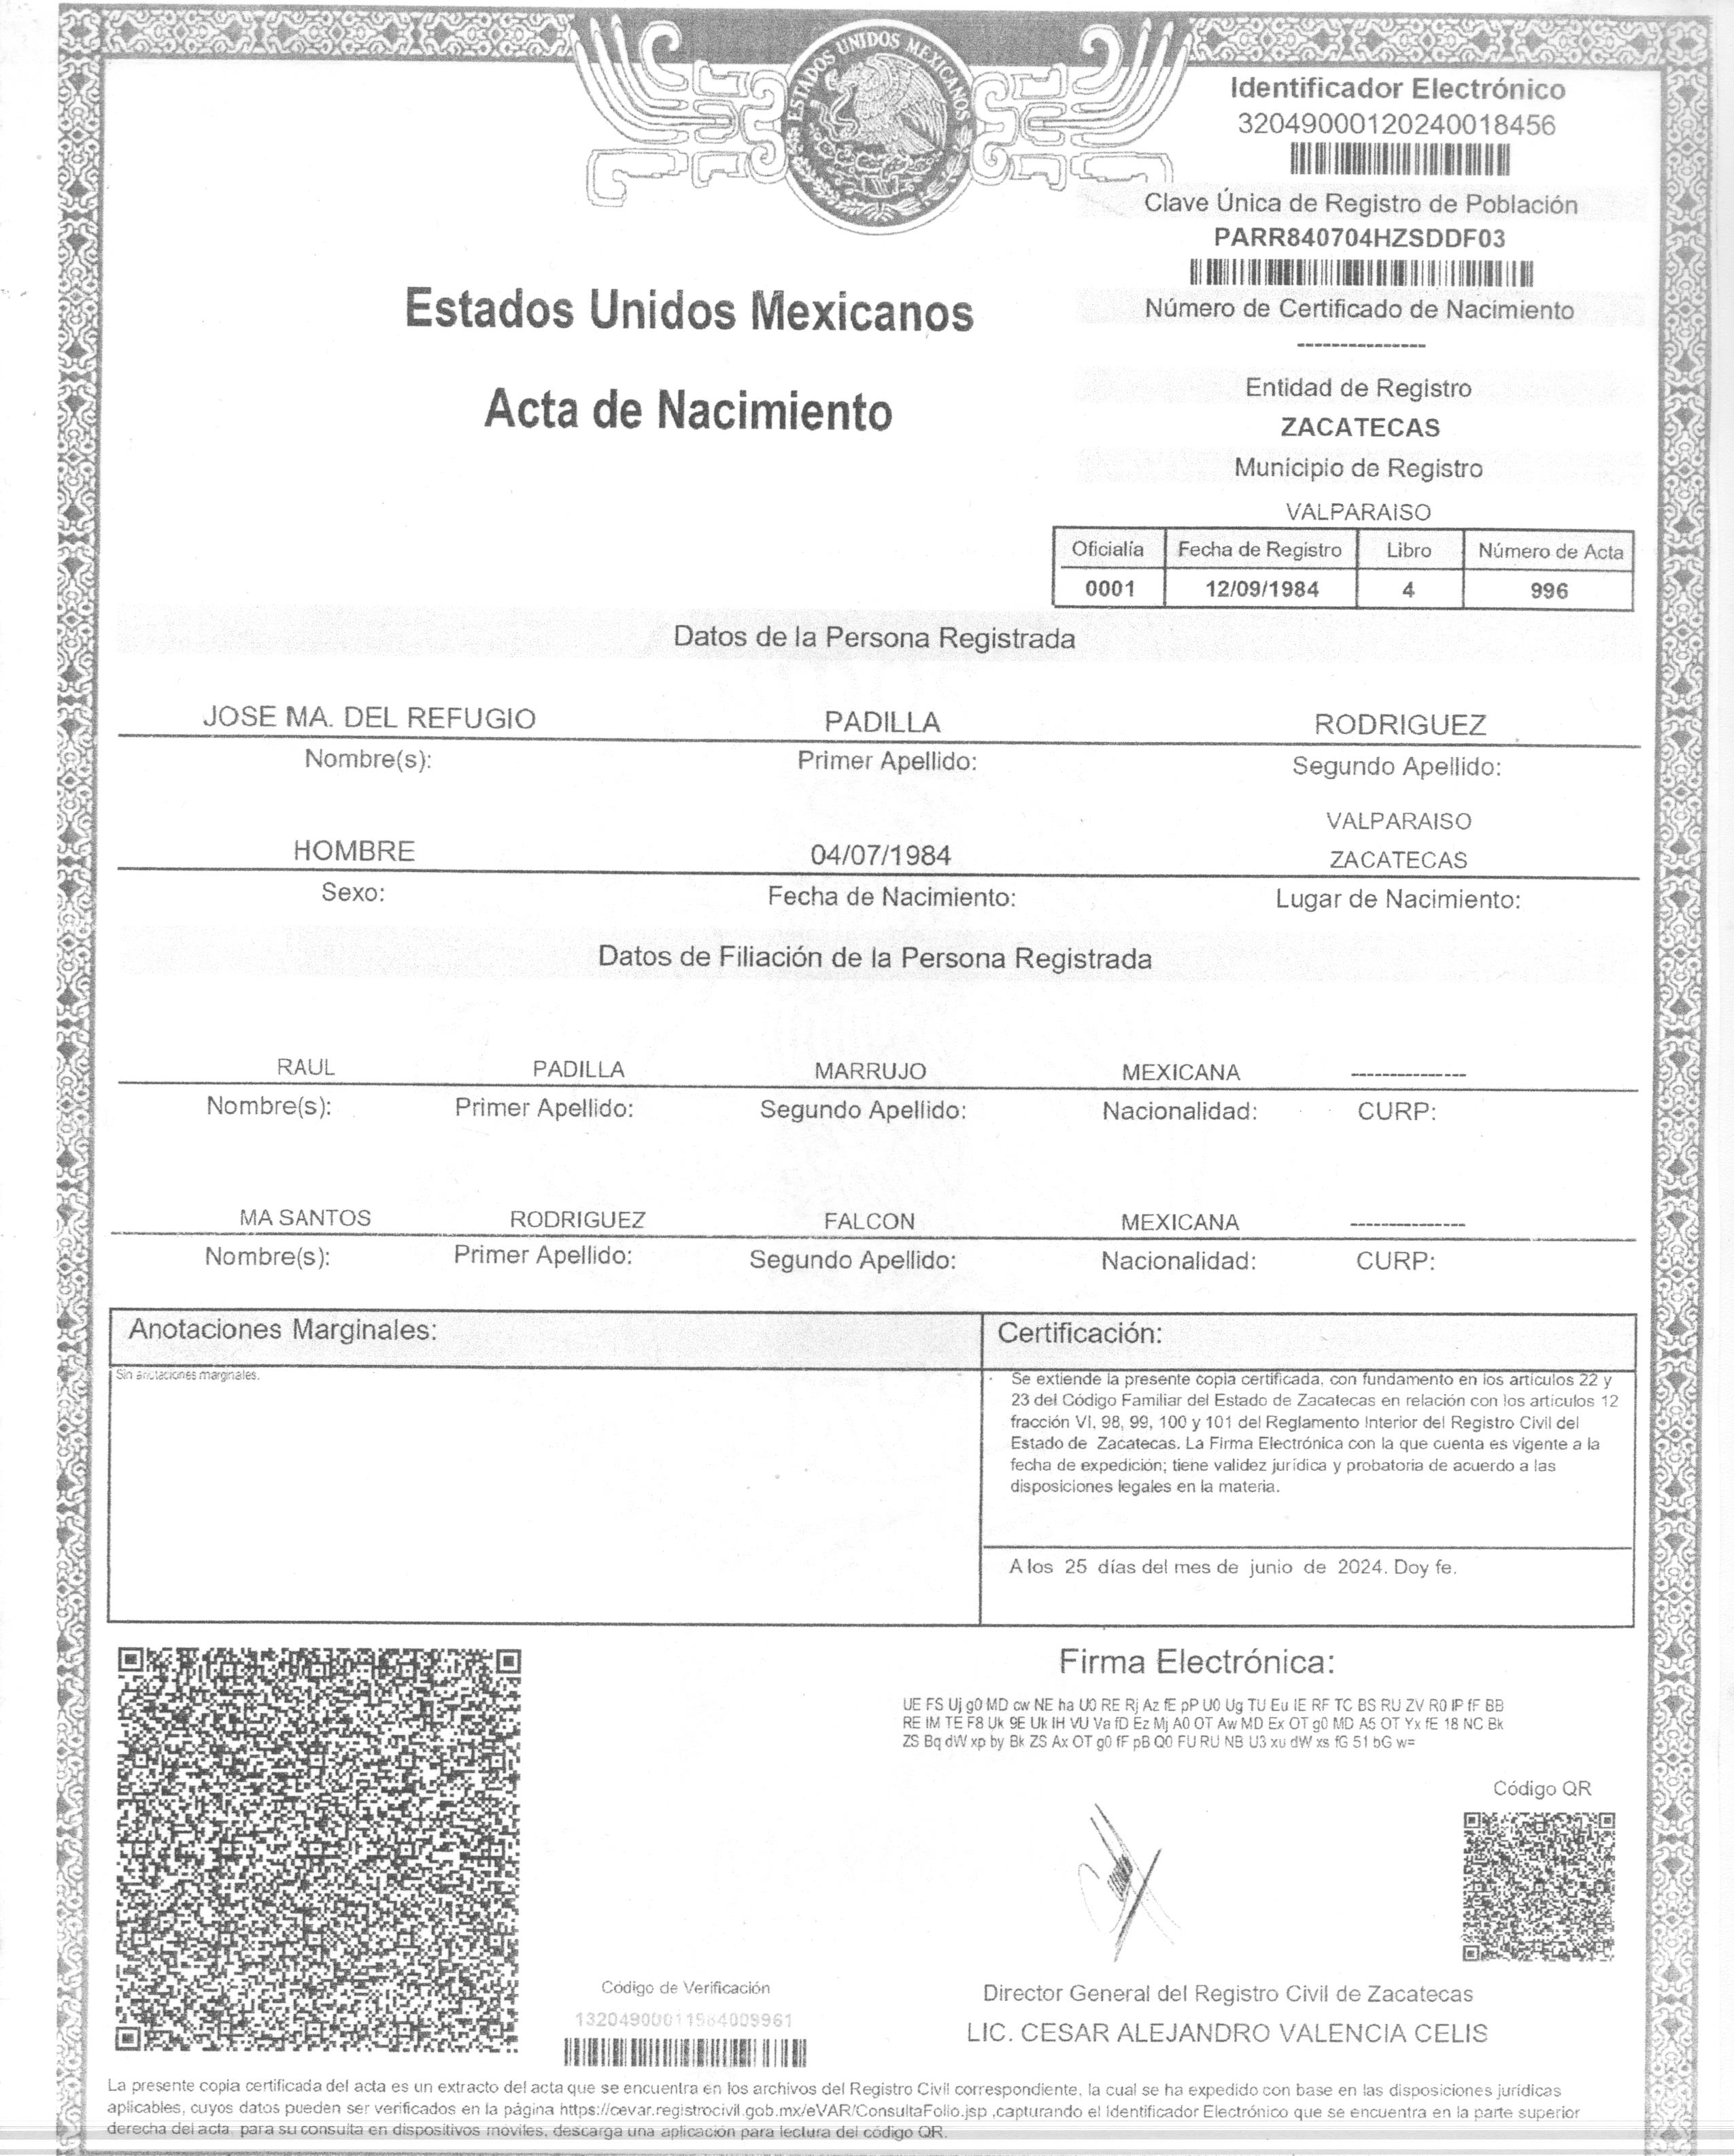 ESTADOS UNIDOS MEXICANOS
Identificador Electrónico
32049000120240018456
Clave Única de Registro de Población
PARR840704HZSDDF03
Número de Certificado de Nacimiento
---------------
Entidad de Registro
ZACATECAS
Municipio de Registro
VALPARAISO
Estados Unidos Mexicanos
Acta de Nacimiento
Oficialía Fecha de Registro Libro Número de Acta
0001 12/09/1984 4 996
Datos de la Persona Registrada
JOSE MA. DEL REFUGIO PADILLA RODRIGUEZ
Nombre(s): Primer Apellido: Segundo Apellido:
VALPARAISO
HOMBRE 04/07/1984 ZACATECAS
Sexo: Fecha de Nacimiento: Lugar de Nacimiento:
Datos de Filiación de la Persona Registrada
RAUL PADILLA MARRUJO MEXICANA ---------------
Nombre(s): Primer Apellido: Segundo Apellido: Nacionalidad: CURP:
MA SANTOS RODRIGUEZ FALCON MEXICANA ---------------
Nombre(s): Primer Apellido: Segundo Apellido: Nacionalidad: CURP:
Anotaciones Marginales:
Sin anotaciones marginales.
Certificación:
Se extiende la presente copia certificada, con fundamento en los artículos 22 y
23 del Código Familiar del Estado de Zacatecas en relación con los artículos 12
fracción VI, 98, 99, 100 y 101 del Reglamento Interior del Registro Civil del
Estado de Zacatecas. La Firma Electrónica con la que cuenta es vigente a la
fecha de expedición; tiene validez jurídica y probatoria de acuerdo a las
disposiciones legales en la materia.
A los 25 días del mes de junio de 2024. Doy fe.
Firma Electrónica:
UE FS Uj g0 MD cw NE ha U0 RE Rj Az fE pP U0 Ug TU Eu IE RF TC BS RU ZV R0 lP fF BB
RE lM TE F8 Uk 9E Uk lH VU Va fD Ez Mj A0 OT Aw MD Ex OT g0 MD A5 OT Yx fE 18 NC Bk
ZS Bq dW xp by Bk ZS Ax OT g0 fF pB Q0 FU RU NB U3 xu dW xs fG 51 bG w=
Código QR
Código de Verificación
13204900011984009961
Director General del Registro Civil de Zacatecas
LIC. CESAR ALEJANDRO VALENCIA CELIS
La presente copia certificada del acta es un extracto del acta que se encuentra en los archivos del Registro Civil correspondiente, la cual se ha expedido con base en las disposiciones jurídicas
aplicables, cuyos datos pueden ser verificados en la página https://cevar.registrocivil.gob.mx/eVAR/ConsultaFolio.jsp ,capturando el Identificador Electrónico que se encuentra en la parte superior
derecha del acta, para su consulta en dispositivos moviles, descarga una aplicación para lectura del código QR.